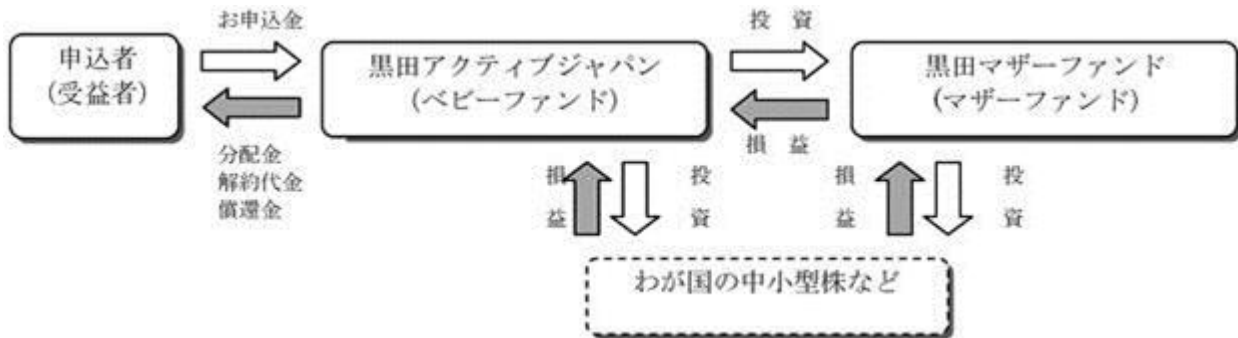 お申込金
申込者
(受益者)
分配金
解約代金
償還金
黒田アクティブジャパン
(ベビーファンド)
投 資
損 益
黒田マザーファンド
(マザーファンド)
損 益
投 資
損 益
投 資
わが国の中小型株など